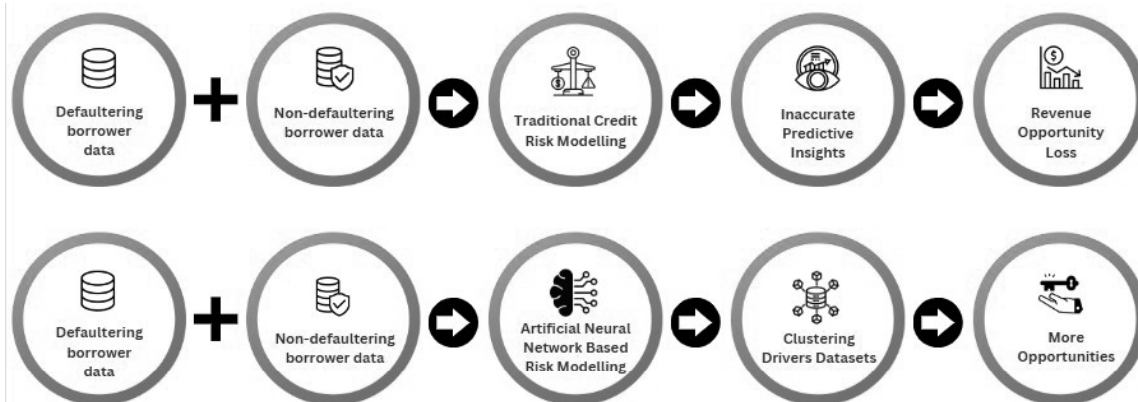 Defaultering
borrower
data
Non-defaultering
borrower data
Traditional Credit
Risk Modelling
Inaccurate
Predictive
Insights
Revenue
Opportunity
Loss
Defaultering
borrower
data
Non-defaultering
borrower data
Artificial Neural
Network Based
Risk Modelling
Clustering
Drivers Datasets
More
Opportunities